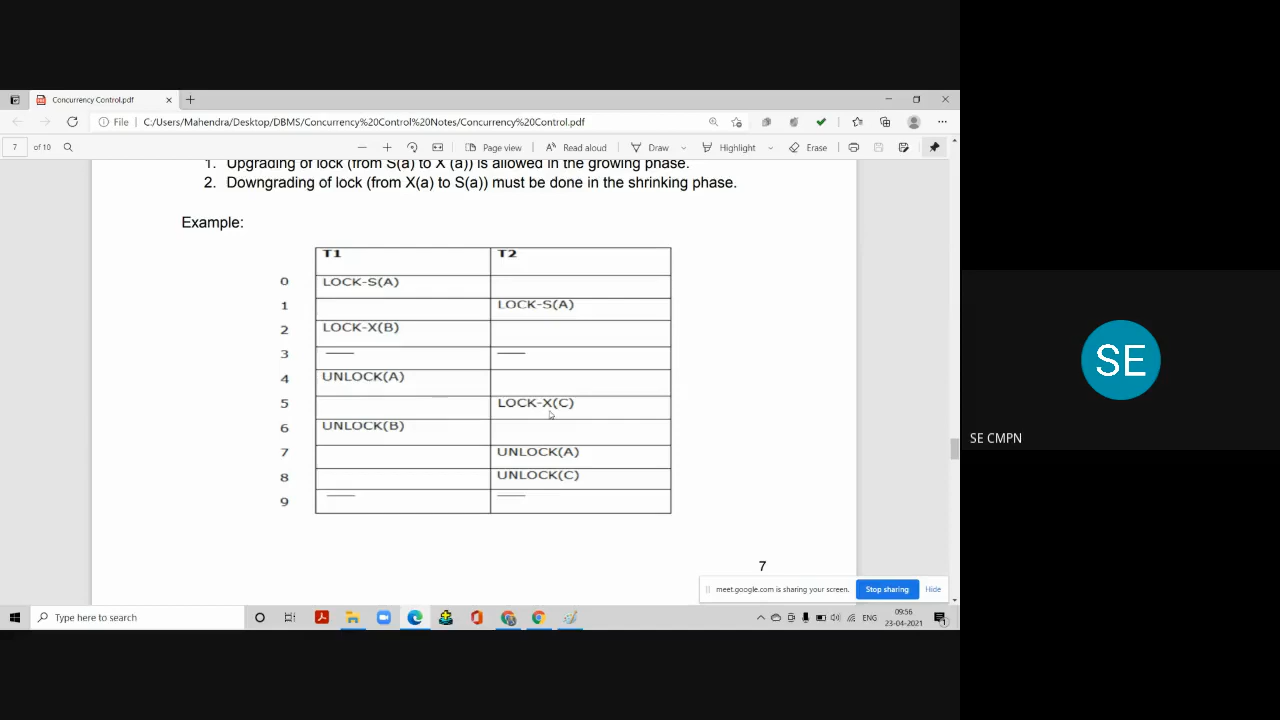 Concurrency Control.pdf
File C:/Users/Mahendra/Desktop/DBMS/Concurrency%20Control%20Notes/Concurrency%20Control.pdf
7 of 10 Page view Read aloud Draw Highlight Erase
1. Upgrading of lock (from S(a) to X (a)) is allowed in the growing phase.
2. Downgrading of lock (from X(a) to S(a)) must be done in the shrinking phase.
Example:
T1 T2
0 LOCK-S(A)
1 LOCK-S(A)
2 LOCK-X(B)
3
4 UNLOCK(A)
5 LOCK-X(C)
6 UNLOCK(B)
7 UNLOCK(A)
8 UNLOCK(C)
9
7
meet.google.com is sharing your screen. Stop sharing Hide
Type here to search
ENG
09:56
23-04-2021
SE
SE CMPN